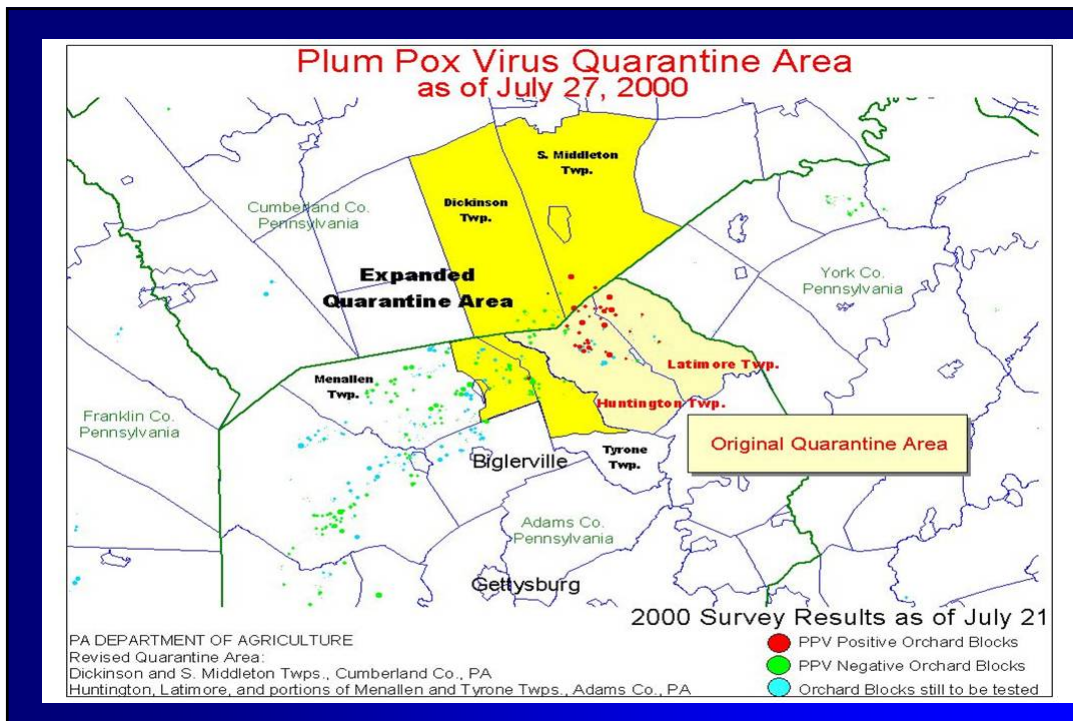 Plum Pox Virus Quarantine Area
as of July 27, 2000
S. Middleton
Twp.
Dickinson
Twp.
Cumberland Co.
Pennsylvania
Expanded
Quarantine Area
York Co.
Pennsylvania
Latimore Twp.
Menallen
Twp.
Huntington Twp.
Franklin Co.
Pennsylvania
Original Quarantine Area
Tyrone
Twp.
Biglerville
Adams Co.
Pennsylvania
Gettysburg
2000 Survey Results as of July 21
PPV Positive Orchard Blocks
PPV Negative Orchard Blocks
Orchard Blocks still to be tested
PA DEPARTMENT OF AGRICULTURE
Revised Quarantine Area:
Dickinson and S. Middleton Twps., Cumberland Co., PA
Huntington, Latimore, and portions of Menallen and Tyrone Twps., Adams Co., PA